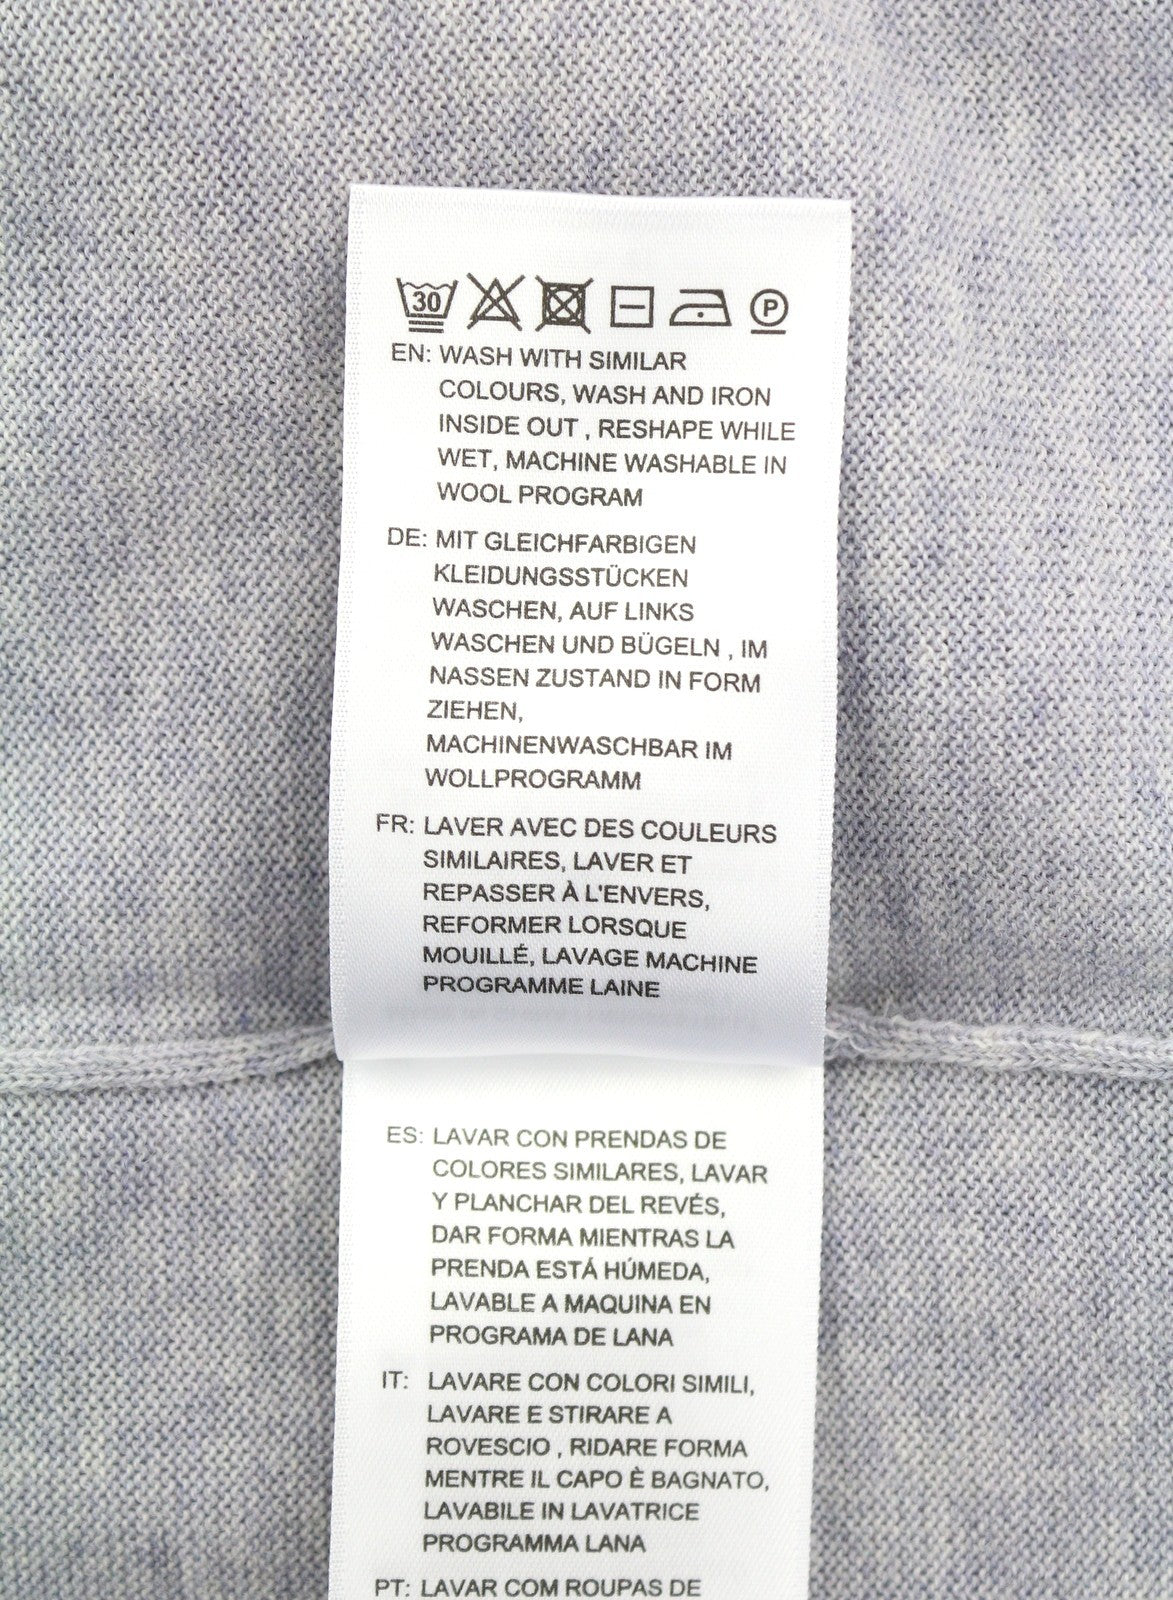 30 P
EN: WASH WITH SIMILAR
COLOURS, WASH AND IRON
INSIDE OUT , RESHAPE WHILE
WET, MACHINE WASHABLE IN
WOOL PROGRAM
DE: MIT GLEICHFARBIGEN
KLEIDUNGSSTÜCKEN
WASCHEN, AUF LINKS
WASCHEN UND BÜGELN , IM
NASSEN ZUSTAND IN FORM
ZIEHEN,
MACHINENWASCHBAR IM
WOLLPROGRAMM
FR: LAVER AVEC DES COULEURS
SIMILAIRES, LAVER ET
REPASSER À L'ENVERS,
REFORMER LORSQUE
MOUILLÉ, LAVAGE MACHINE
PROGRAMME LAINE
ES: LAVAR CON PRENDAS DE
COLORES SIMILARES, LAVAR
Y PLANCHAR DEL REVÉS,
DAR FORMA MIENTRAS LA
PRENDA ESTÁ HÚMEDA,
LAVABLE A MAQUINA EN
PROGRAMA DE LANA
IT: LAVARE CON COLORI SIMILI,
LAVARE E STIRARE A
ROVESCIO , RIDARE FORMA
MENTRE IL CAPO È BAGNATO,
LAVABILE IN LAVATRICE
PROGRAMMA LANA
PT: LAVAR COM ROUPAS DE